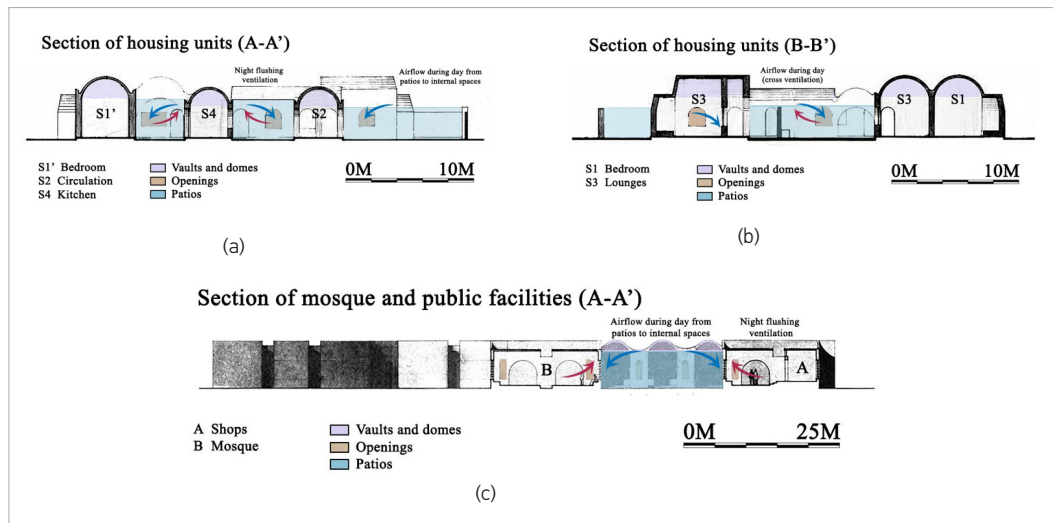 Section of housing units (A-A')
Night flushing
ventilation
Airflow during day from
patios to internal spaces
S1'
S4
S2
S1' Bedroom
S2 Circulation
S4 Kitchen
Vaults and domes
Openings
Patios
0M 10M
(a)
Section of housing units (B-B')
Airflow during day
(cross ventilation)
S3
S3
S1
S1 Bedroom
S3 Lounges
Vaults and domes
Openings
Patios
0M 10M
(b)
Section of mosque and public facilities (A-A')
Airflow during day from
patios to internal spaces
Night flushing
ventilation
B
A
A Shops
B Mosque
Vaults and domes
Openings
Patios
0M 25M
(c)